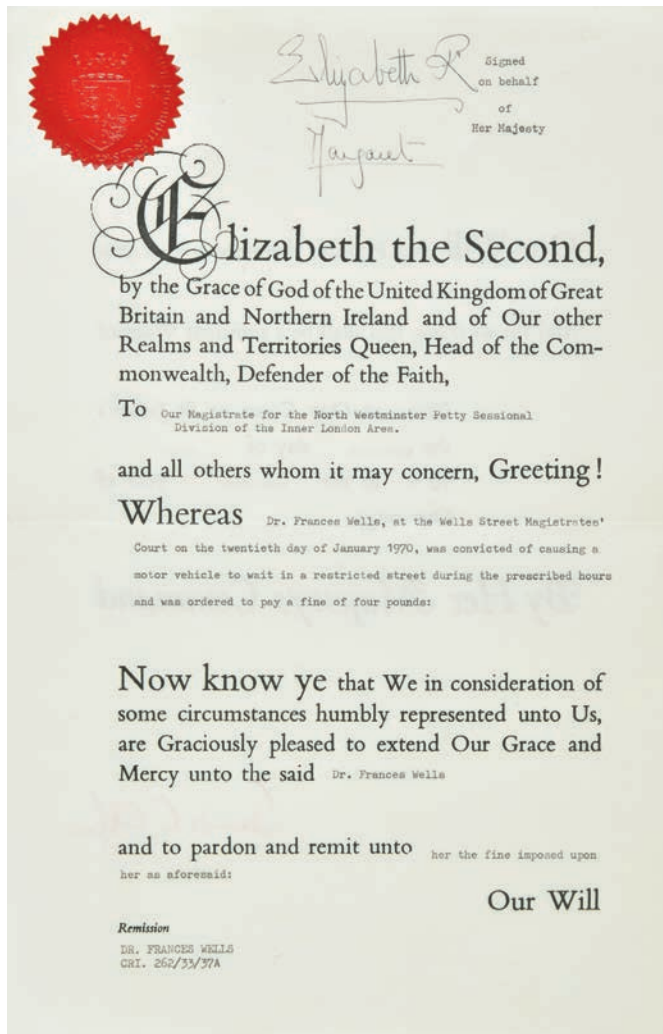 Elizabeth R
Signed
on behalf
of
Her Majesty
Margaret
Elizabeth the Second,
by the Grace of God of the United Kingdom of Great
Britain and Northern Ireland and of Our other
Realms and Territories Queen, Head of the Com-
monwealth, Defender of the Faith,
To Our Magistrate for the North Westminster Petty Sessional
Division of the Inner London Area.
and all others whom it may concern, Greeting!
Whereas Dr. Frances Wells, at the Wells Street Magistrates'
Court on the twentieth day of January 1970, was convicted of causing a
motor vehicle to wait in a restricted street during the prescribed hours
and was ordered to pay a fine of four pounds:
Now know ye that We in consideration of
some circumstances humbly represented unto Us,
are Graciously pleased to extend Our Grace and
Mercy unto the said Dr. Frances Wells
and to pardon and remit unto her the fine imposed upon
her as aforesaid:
Our Will
Remission
DR. FRANCES WELLS
CRI. 262/33/37A